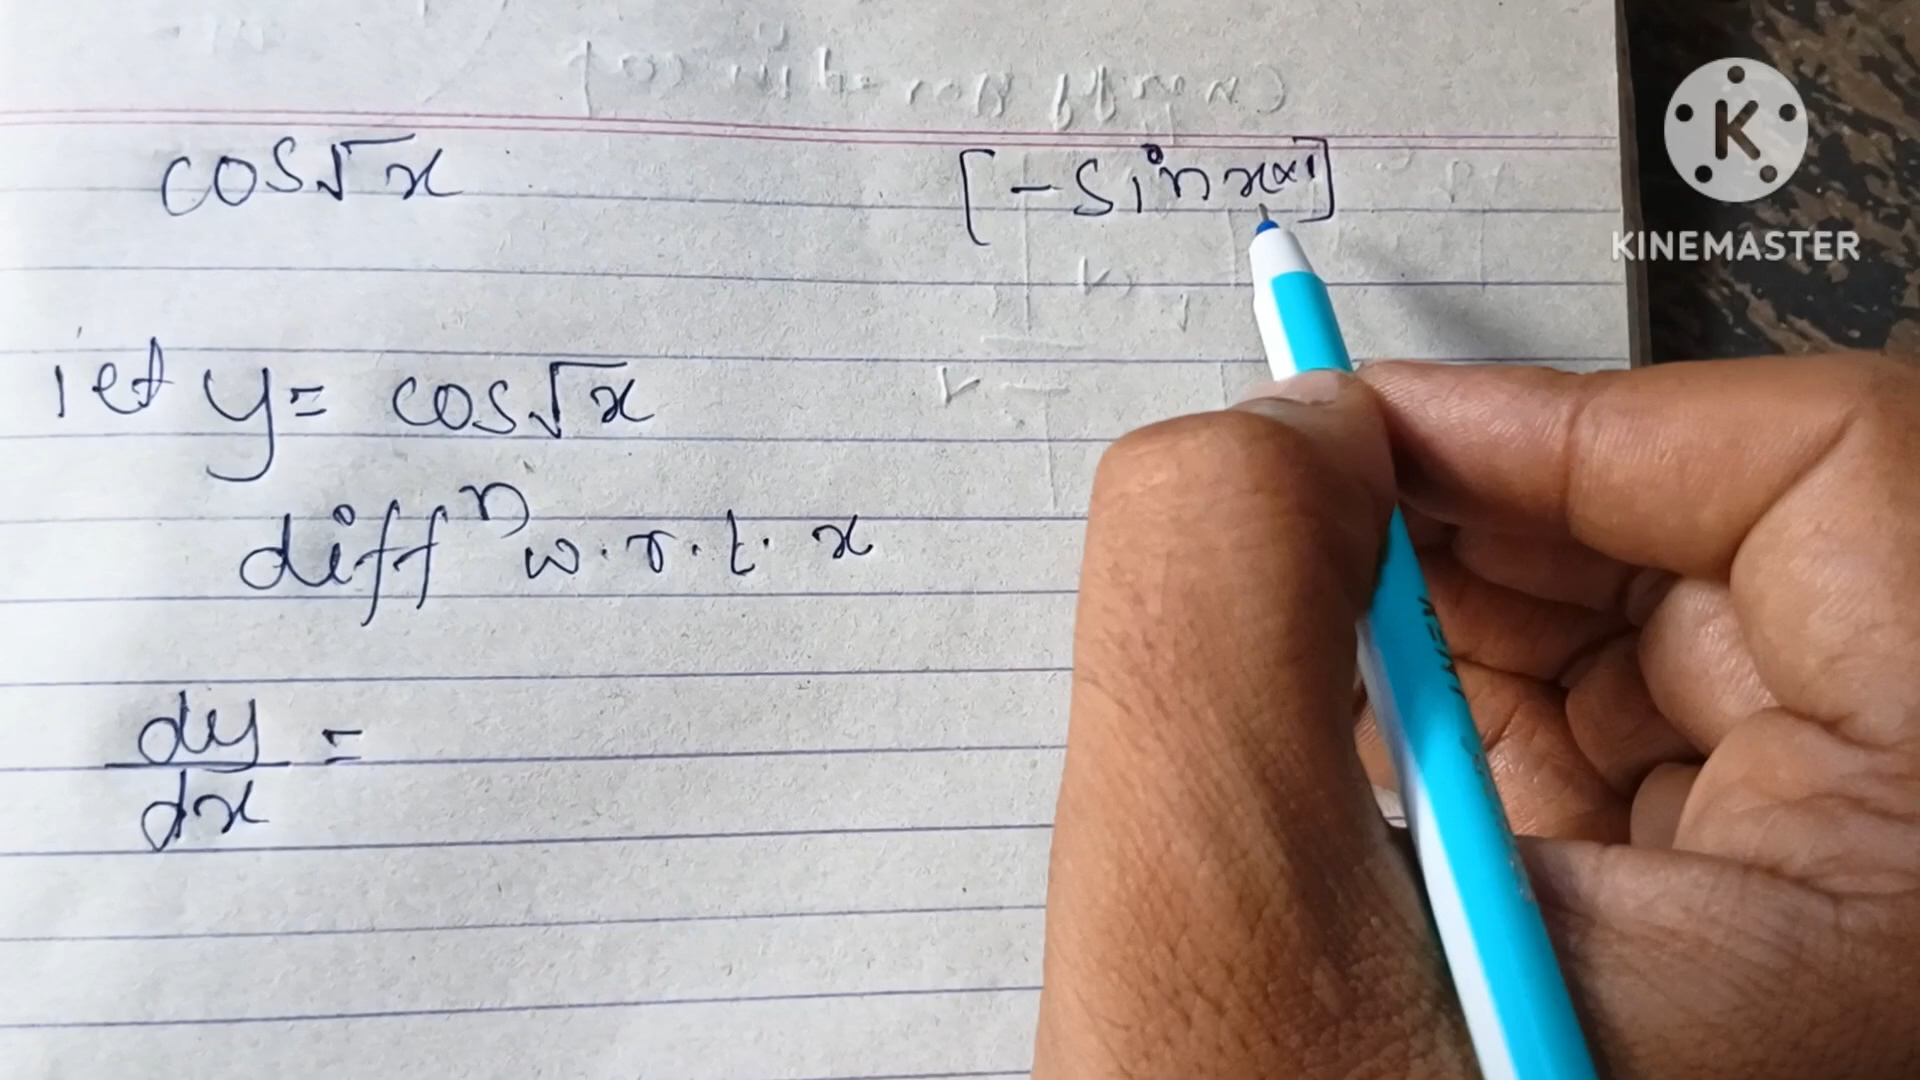 cos√x
[-sinx×1]
K
KINEMASTER
let y = cos√x
diffⁿ w.r.t. x
dy
dx =